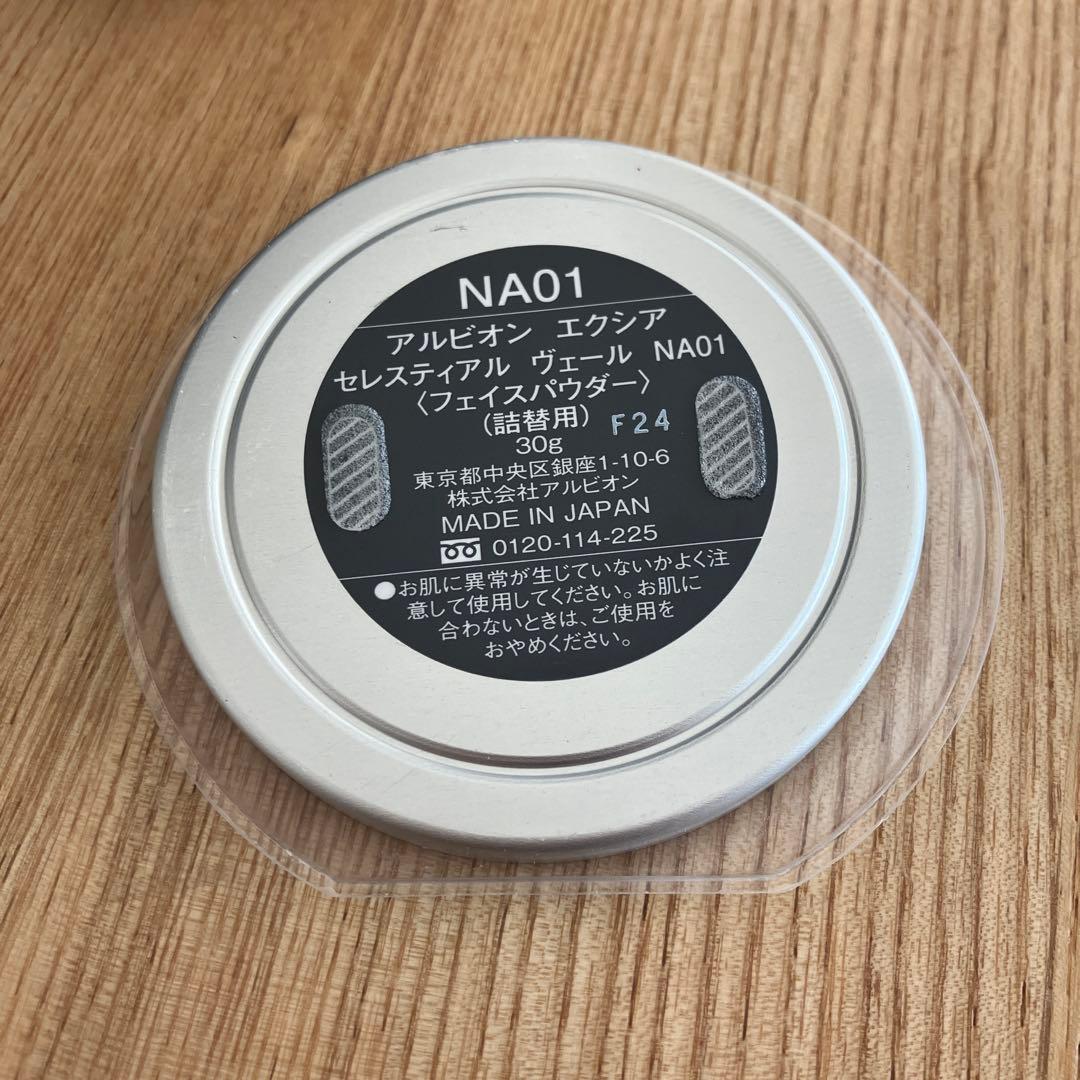 NA01
アルビオン エクシア
セレスティアル ヴェール NA01
〈フェイスパウダー〉
(詰替用) F24
30g
東京都中央区銀座1-10-6
株式会社アルビオン
MADE IN JAPAN
0120-114-225
●お肌に異常が生じていないかよく注
意して使用してください。お肌に
合わないときは、ご使用を
おやめください。